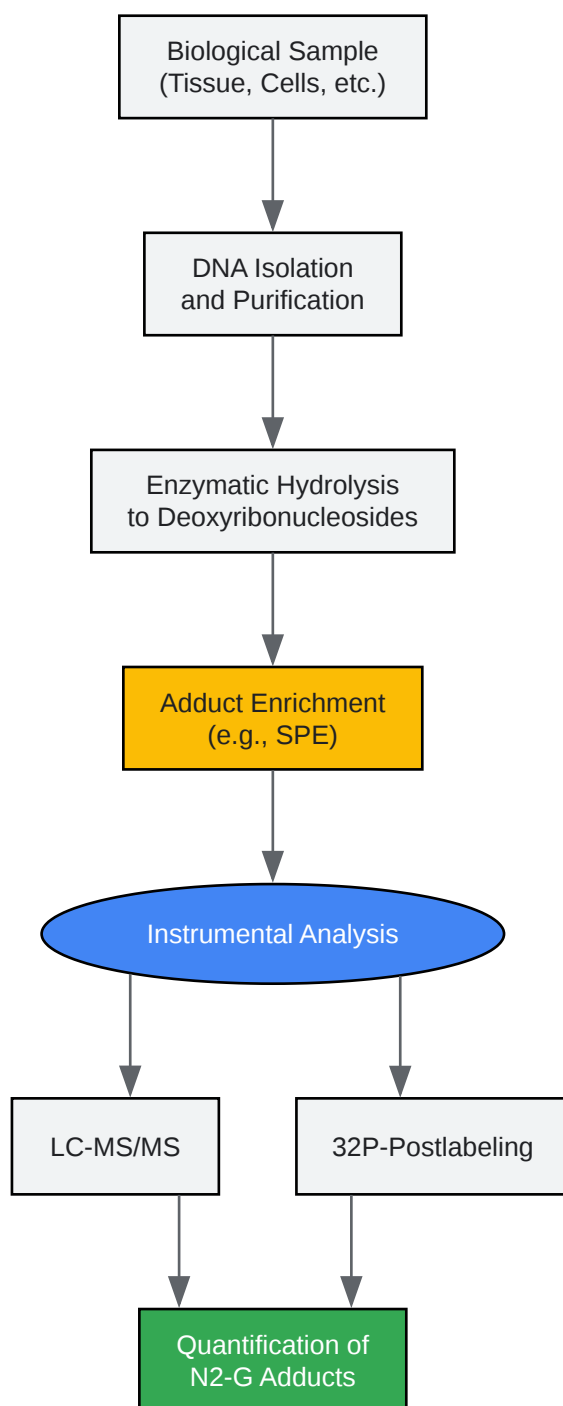 Biological Sample
(Tissue, Cells, etc.)
DNA Isolation
and Purification
Enzymatic Hydrolysis
to Deoxyribonucleosides
Adduct Enrichment
(e.g., SPE)
Instrumental Analysis
LC-MS/MS
32P-Postlabeling
Quantification of
N2-G Adducts